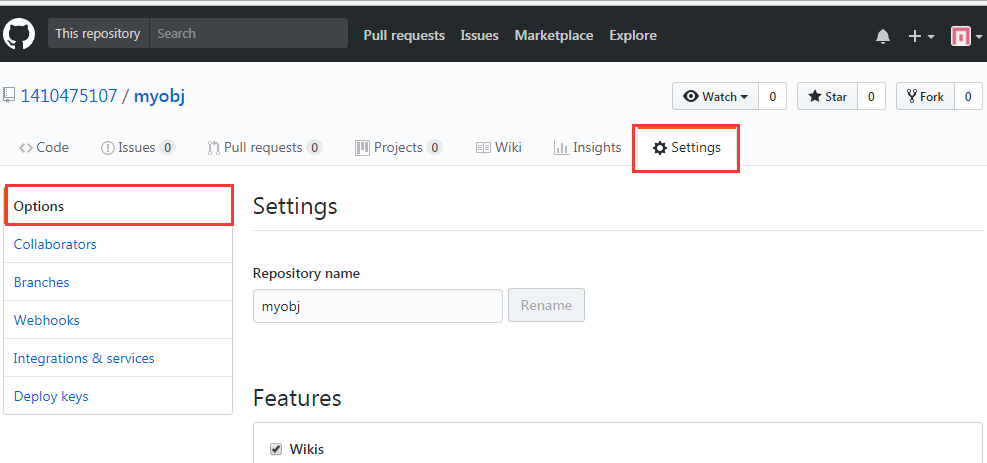 This repository Search Pull requests Issues Marketplace Explore
1410475107 / myobj Watch 0 Star 0 Fork 0
Code Issues 0 Pull requests 0 Projects 0 Wiki Insights Settings
Options
Collaborators
Branches
Webhooks
Integrations & services
Deploy keys
Settings
Repository name
myobj Rename
Features
Wikis